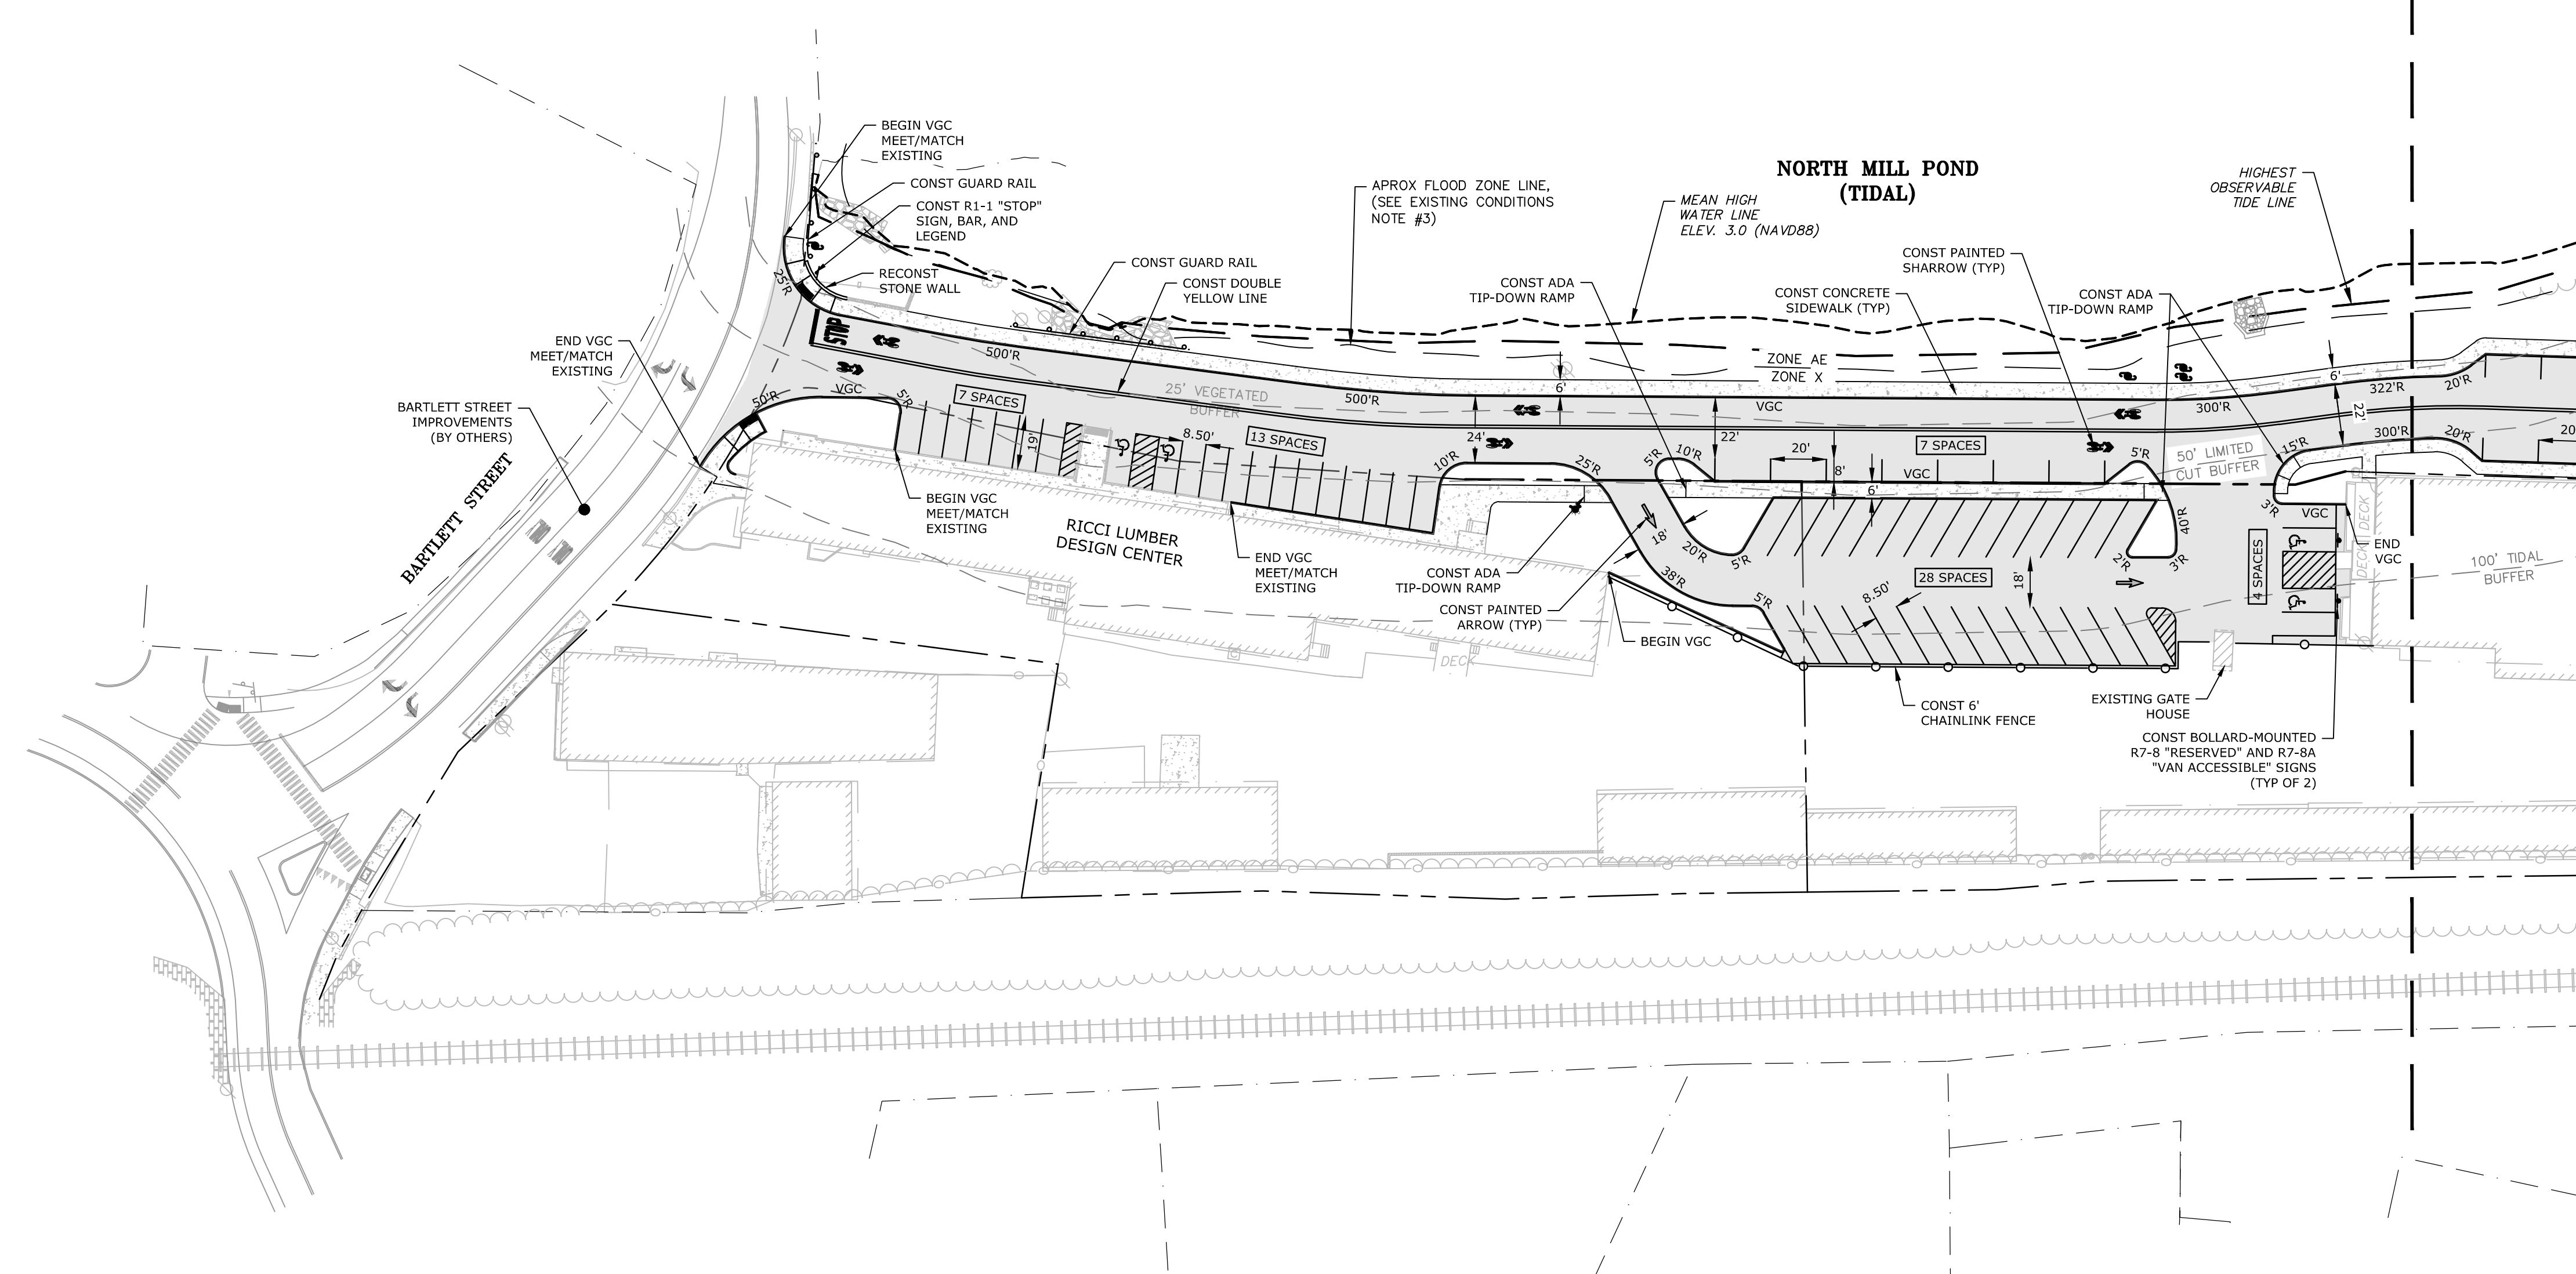 BEGIN VGC
MEET/MATCH
EXISTING
CONST GUARD RAIL
CONST R1-1 "STOP"
SIGN, BAR, AND
LEGEND
RECONST
STONE WALL
25'R
STOP
CONST GUARD RAIL
CONST DOUBLE
YELLOW LINE
APROX FLOOD ZONE LINE,
(SEE EXISTING CONDITIONS
NOTE #3)
MEAN HIGH
WATER LINE
ELEV. 3.0 (NAVD88)
NORTH MILL POND
(TIDAL)
HIGHEST
OBSERVABLE
TIDE LINE
CONST ADA
TIP-DOWN RAMP
CONST PAINTED
SHARROW (TYP)
CONST CONCRETE
SIDEWALK (TYP)
CONST ADA
TIP-DOWN RAMP
END VGC
MEET/MATCH
EXISTING
BARTLETT STREET
IMPROVEMENTS
(BY OTHERS)
BARTLETT STREET
500'R
VGC
50'R
5'R
7 SPACES
19'
25' VEGETATED
BUFFER
8.50'
13 SPACES
500'R
6'
24'
ZONE AE
ZONE X
VGC
22'
10'R
25'R
5'R
10'R
20'
8'
6'
7 SPACES
VGC
5'R
50' LIMITED
CUT BUFFER
300'R
6'
322'R
20'R
22'
15'R
300'R
20'R
20
BEGIN VGC
MEET/MATCH
EXISTING
RICCI LUMBER
DESIGN CENTER
END VGC
MEET/MATCH
EXISTING
CONST ADA
TIP-DOWN RAMP
CONST PAINTED
ARROW (TYP)
18'
20'R
5'R
38'R
5'R
BEGIN VGC
28 SPACES
8.50'
18'
2'R
3'R
40'R
3'R
VGC
4 SPACES
DECK
DECK
END
VGC
100' TIDAL
BUFFER
DECK
CONST 6'
CHAINLINK FENCE
EXISTING GATE
HOUSE
CONST BOLLARD-MOUNTED
R7-8 "RESERVED" AND R7-8A
"VAN ACCESSIBLE" SIGNS
(TYP OF 2)